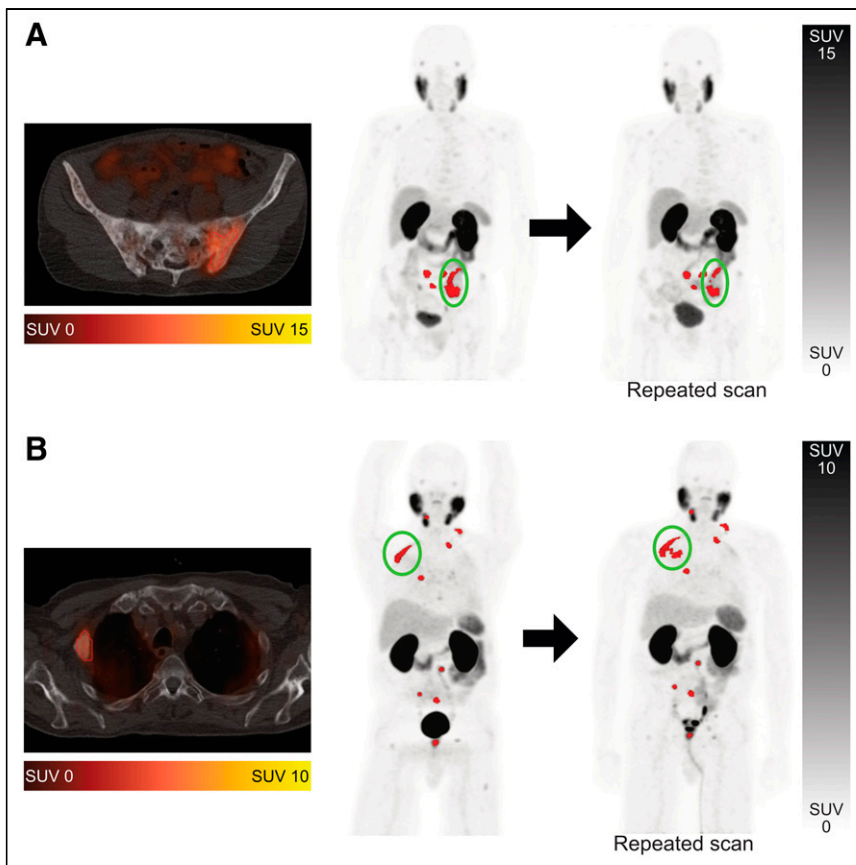 A
SUV
15
SUV 0
SUV 15
SUV
0
Repeated scan
B
SUV
10
SUV 0
SUV 10
SUV
0
Repeated scan